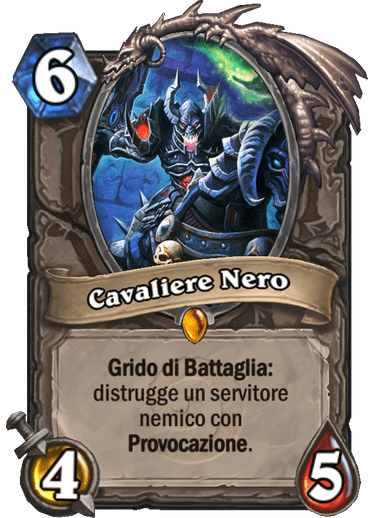 6
Cavaliere Nero
Grido di Battaglia:
distrugge un servitore
nemico con
Provocazione.
4
5